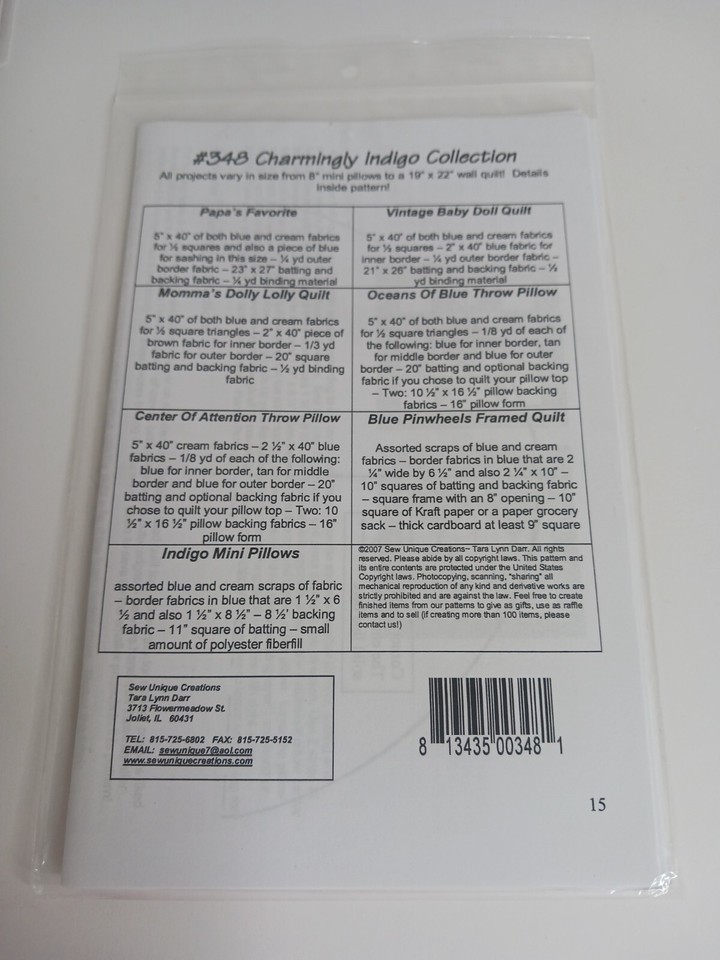 #348 Charmingly Indigo Collection
All projects vary in size from 8" mini pillows to a 19" x 22" wall quilt! Details
inside pattern!
Papa's Favorite
5" x 40" of both blue and cream fabrics
for ½ squares and also a piece of blue
for sashing in this size – ¼ yd outer
border fabric – 23" x 27" batting and
backing fabric – ¼ yd binding material
Vintage Baby Doll Quilt
5" x 40" of both blue and cream fabrics
for ½ squares – 2" x 40" blue fabric for
inner border – ¼ yd outer border fabric –
21" x 26" batting and backing fabric – ½
yd binding material
Momma's Dolly Lolly Quilt
5" x 40" of both blue and cream fabrics
for ½ square triangles – 2" x 40" piece of
brown fabric for inner border – 1/3 yd
fabric for outer border – 20" square
batting and backing fabric – ½ yd binding
fabric
Oceans Of Blue Throw Pillow
5" x 40" of both blue and cream fabrics
for ½ square triangles – 1/8 yd of each of
the following: blue for inner border, tan
for middle border and blue for outer
border – 20" batting and optional backing
fabric if you chose to quilt your pillow top
– Two: 10 ½" x 16 ½" pillow backing
fabrics – 16" pillow form
Center Of Attention Throw Pillow
5" x 40" cream fabrics – 2 ½" x 40" blue
fabrics – 1/8 yd of each of the following:
blue for inner border, tan for middle
border and blue for outer border – 20"
batting and optional backing fabric if you
chose to quilt your pillow top – Two: 10
½" x 16 ½" pillow backing fabrics – 16"
pillow form
Blue Pinwheels Framed Quilt
Assorted scraps of blue and cream
fabrics – border fabrics in blue that are 2
¼" wide by 6 ½" and also 2 ¼" x 10" –
10" squares of batting and backing fabric
– square frame with an 8" opening – 10"
square of Kraft paper or a paper grocery
sack – thick cardboard at least 9" square
Indigo Mini Pillows
assorted blue and cream scraps of fabric
– border fabrics in blue that are 1 ½" x 6
½ and also 1 ½" x 8 ½" – 8 ½' backing
fabric – 11" square of batting – small
amount of polyester fiberfill
©2007 Sew Unique Creations~ Tara Lynn Darr. All rights
reserved. Please abide by all copyright laws. This pattern and
its entire contents are protected under the United States
Copyright laws. Photocopying, scanning, "sharing" all
mechanical reproduction of any kind and derivative works are
strictly prohibited and are against the law. Feel free to create
finished items from our patterns to give as gifts, use as raffle
items and to sell (if creating more than 100 items, please
contact us!)
Sew Unique Creations
Tara Lynn Darr
3713 Flowermeadow St.
Joliet, IL 60431
TEL: 815-725-6802 FAX: 815-725-5152
EMAIL: sewunique7@aol.com
www.sewuniquecreations.com
8 13435 00348 1
15